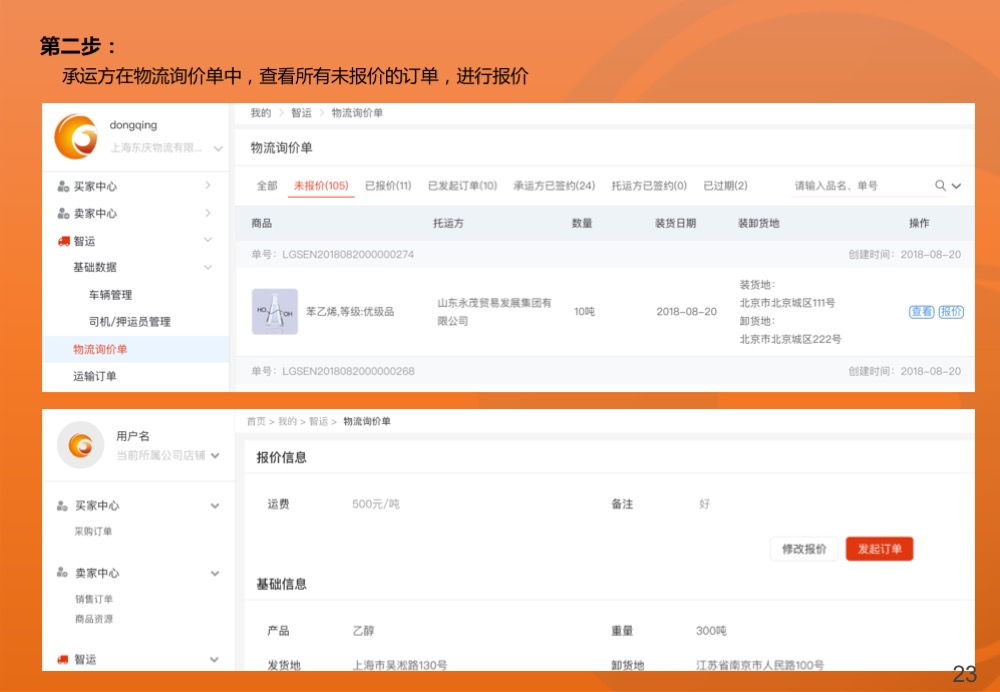 第二步：
承运方在物流询价单中，查看所有未报价的订单，进行报价
dongqing
上海东庆物流有限...
买家中心
卖家中心
智运
基础数据
车辆管理
司机/押运员管理
物流询价单
运输订单
我的 > 智运 > 物流询价单
物流询价单
全部 未报价(105) 已报价(11) 已发起订单(10) 承运方已签约(24) 托运方已签约(0) 已过期(2) 请输入品名、单号
商品 托运方 数量 装货日期 装卸货地 操作
单号：LGSEN2018082000000274 创建时间：2018-08-20
HO OH
苯乙烯,等级:优级品
山东永茂贸易发展集团有
限公司
10吨
2018-08-20
装货地：
北京市北京城区111号
卸货地：
北京市北京城区222号
查看 报价
单号：LGSEN2018082000000268 创建时间：2018-08-20
用户名
当前所属公司店铺
买家中心
采购订单
卖家中心
销售订单
商品资源
智运
首页 > 我的 > 智运 > 物流询价单
报价信息
运费 500元/吨 备注 好
修改报价 发起订单
基础信息
产品 乙醇 重量 300吨
发货地 上海市吴淞路130号 卸货地 江苏省南京市人民路100号
23